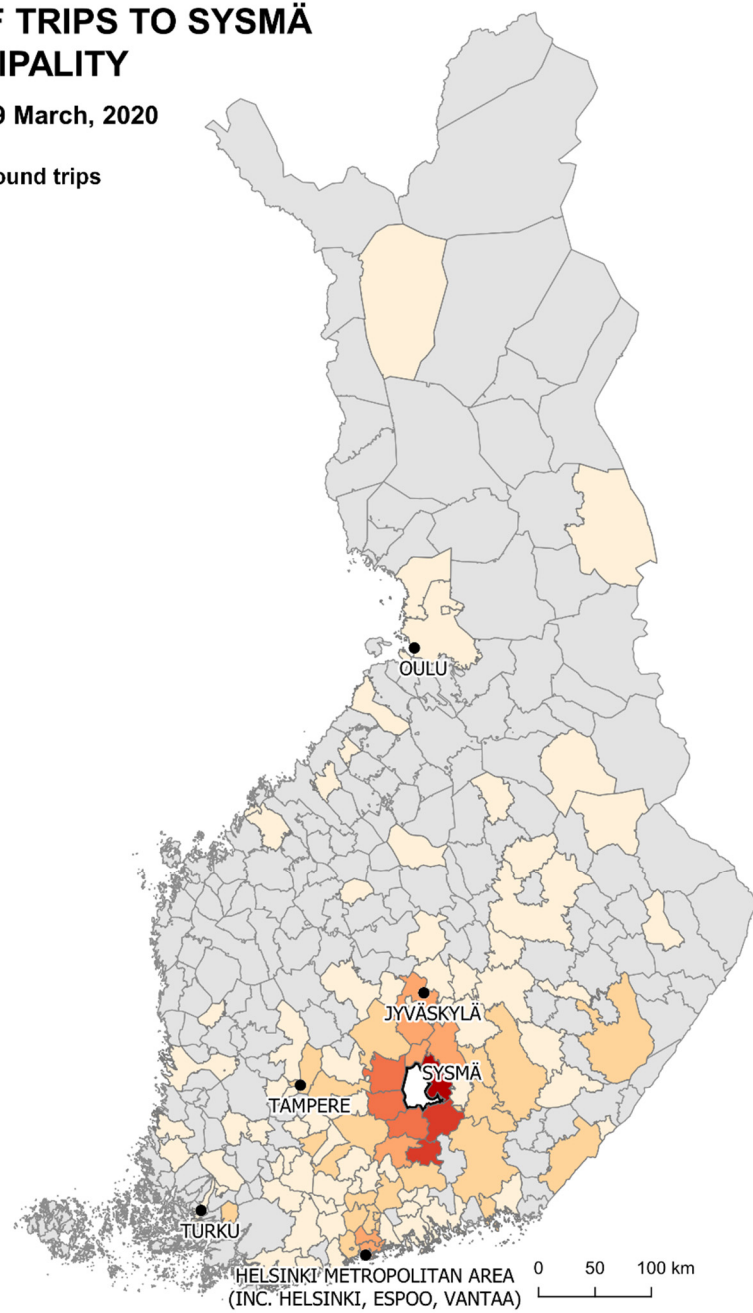 F TRIPS TO SYSMÄ
IPALITY
9 March, 2020
ound trips
OULU
JYVÄSKYLÄ
SYSMÄ
TAMPERE
TURKU
HELSINKI METROPOLITAN AREA
(INC. HELSINKI, ESPOO, VANTAA)
0 50 100 km